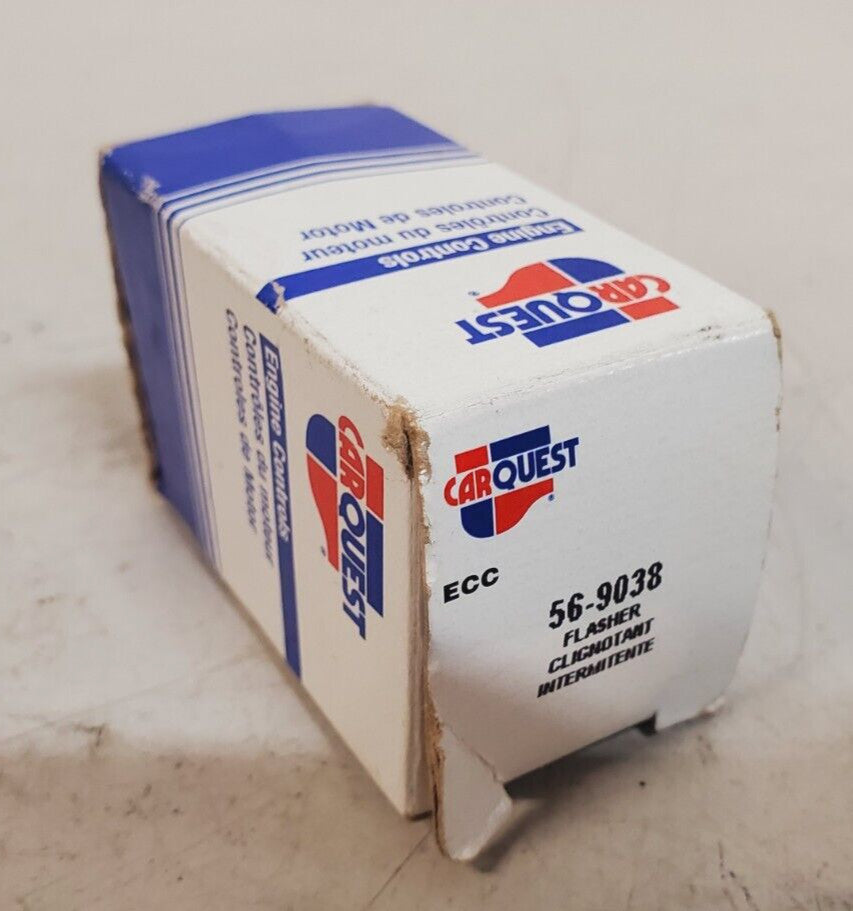 CARQUEST
Engine Controls
Contrôles du moteur
Controles de Motor
CARQUEST
Engine Controls
Contrôles du moteur
Controles de Motor
CARQUEST
ECC
56-9038
FLASHER
CLIGNOTANT
INTERMITENTE